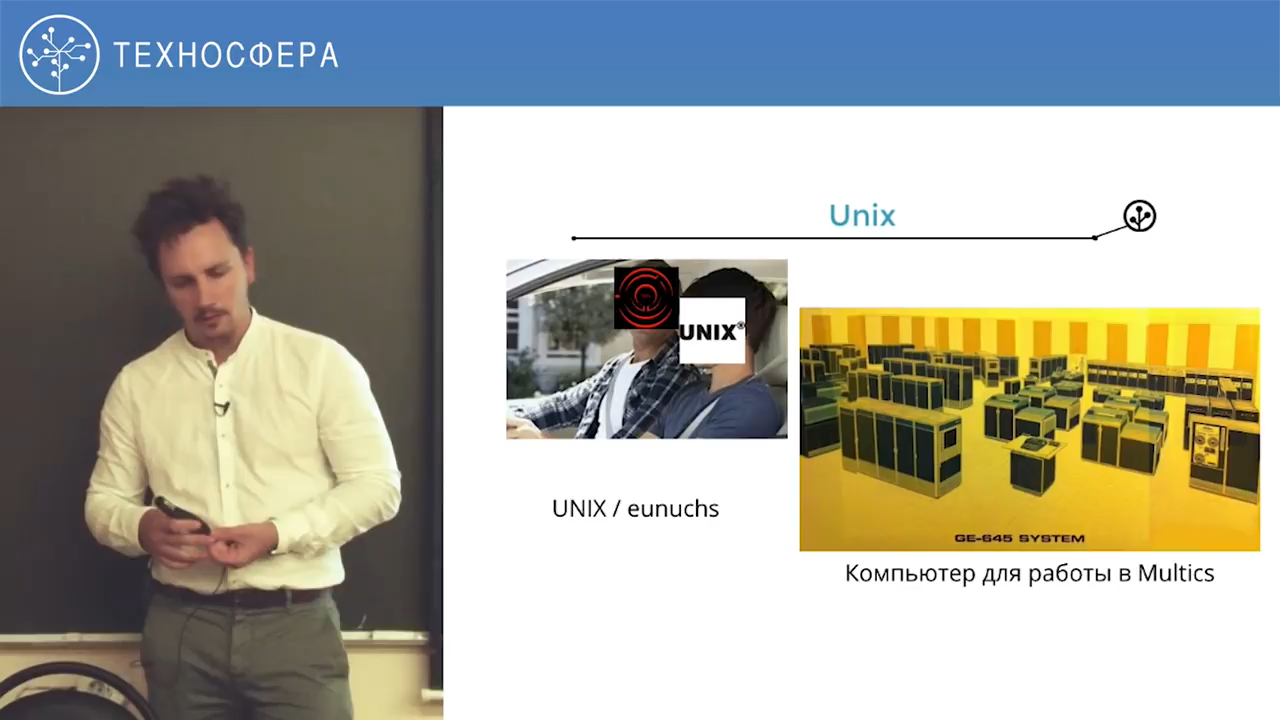 ТЕХНОСФЕРА
Unix
UNIX®
UNIX / eunuchs
GE-645 SYSTEM
Компьютер для работы в Multics